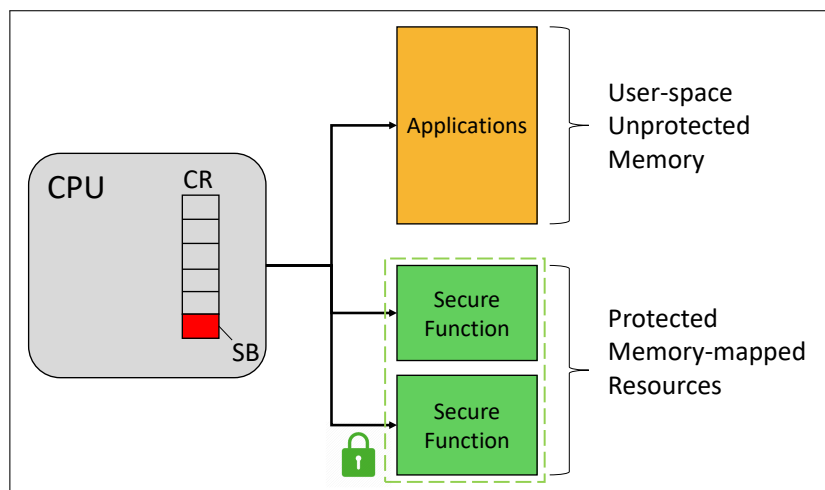 CPU
CR
SB
Applications
User-space
Unprotected
Memory
Secure
Function
Secure
Function
Protected
Memory-mapped
Resources